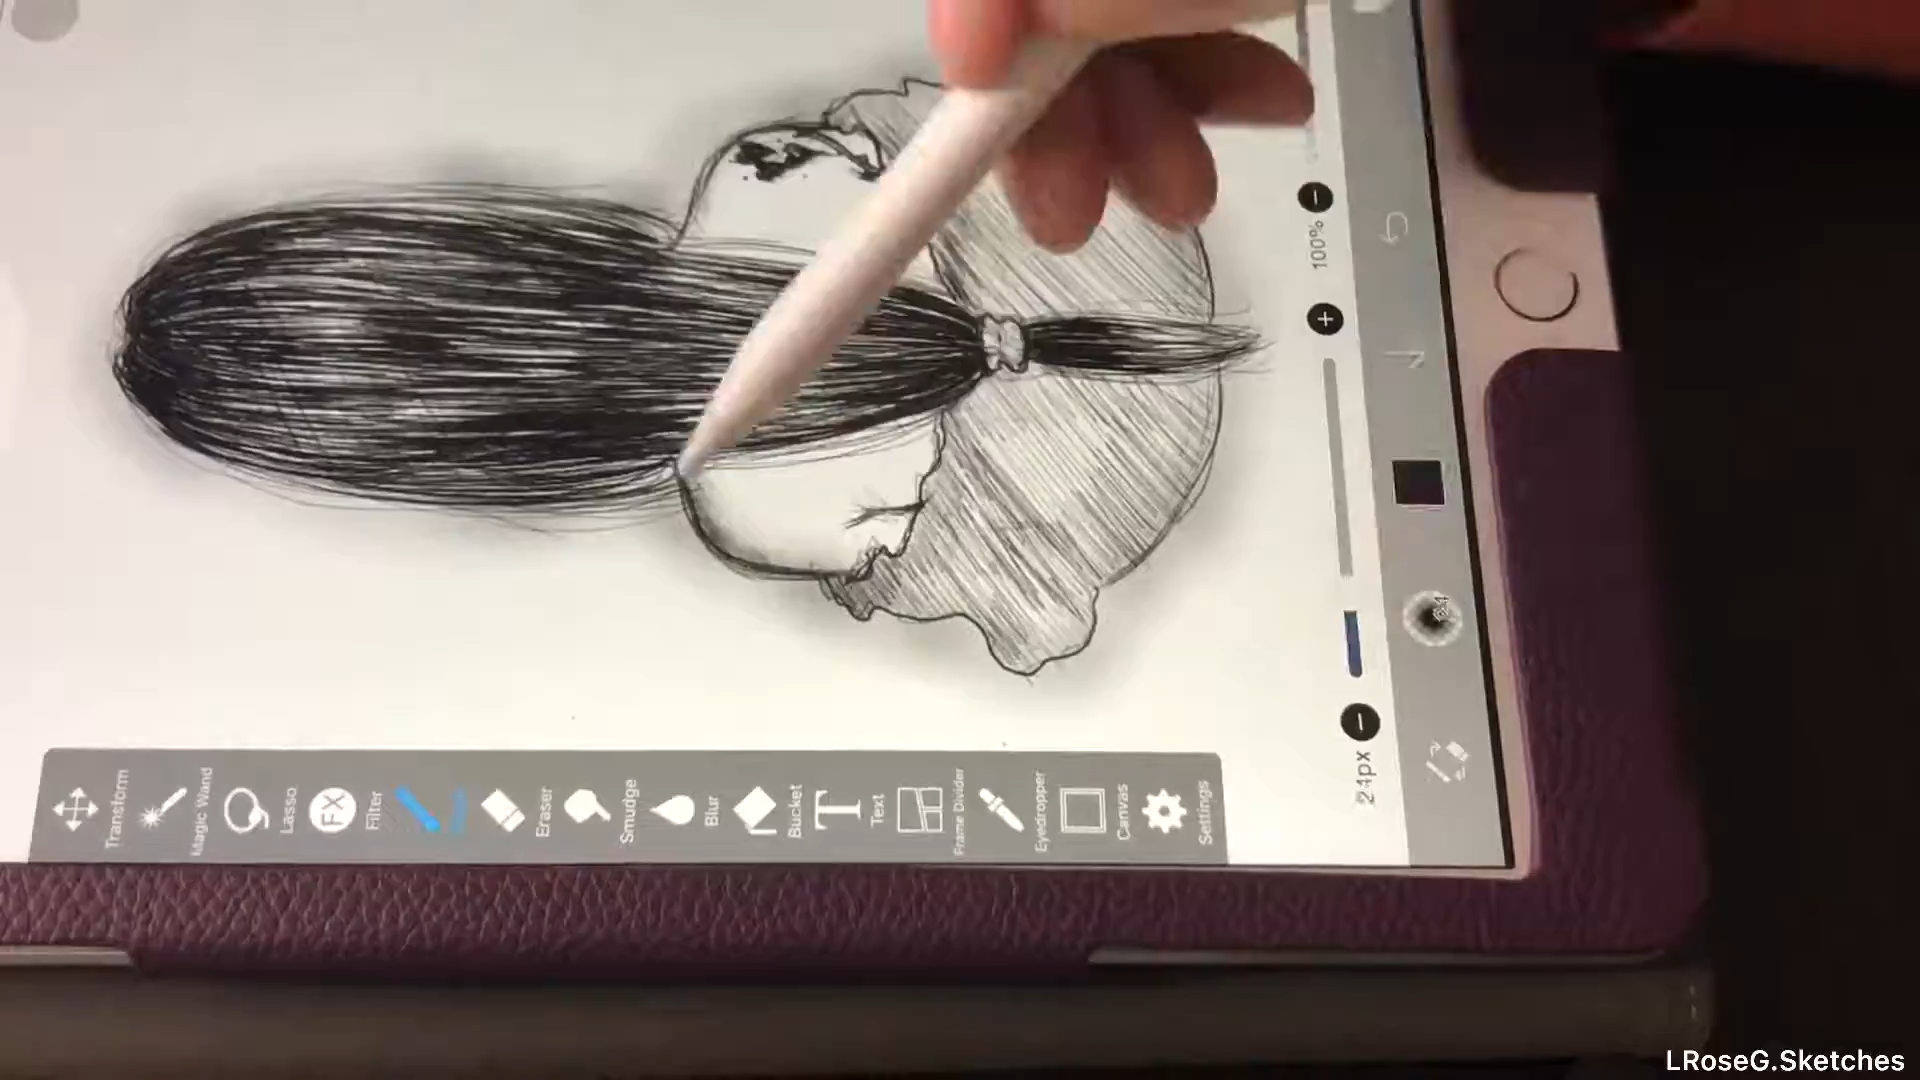 Transform
Magic Wand
Lasso
FX
Filter
Eraser
Smudge
Blur
Bucket
T
Text
Frame Divider
Eyedropper
Canvas
Settings
100%
24px
LRoseG.Sketches